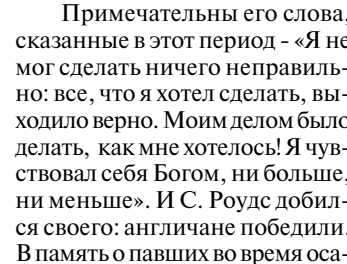 Примечательны его слова,
сказанные в этот период - «Я не
мог сделать ничего неправиль-
но: все, что я хотел сделать, вы-
ходило верно. Моим делом было
делать, как мне хотелось! Я чув-
ствовал себя Богом, ни больше,
ни меньше». И С. Роудс добил-
ся своего: англичане победили.
В память о павших во время оса-